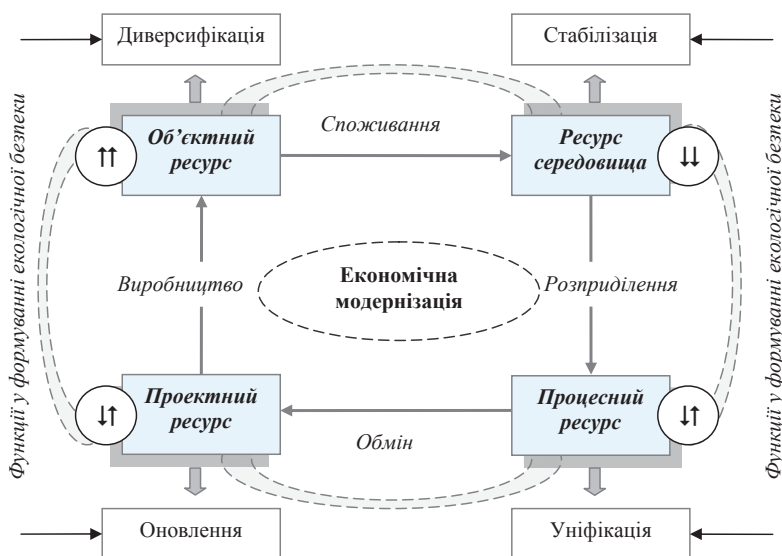 Диверсифікація
Стабілізація
Функції у формуванні екологічної безпеки
⇈
Об’єктний
ресурс
Споживання
Ресурс
середовища
⇊
Функції у формуванні екологічної безпеки
Виробництво
Економічна
модернізація
Розприділення
↓↑
Проектний
ресурс
Обмін
Процесний
ресурс
↓↑
Оновлення
Уніфікація